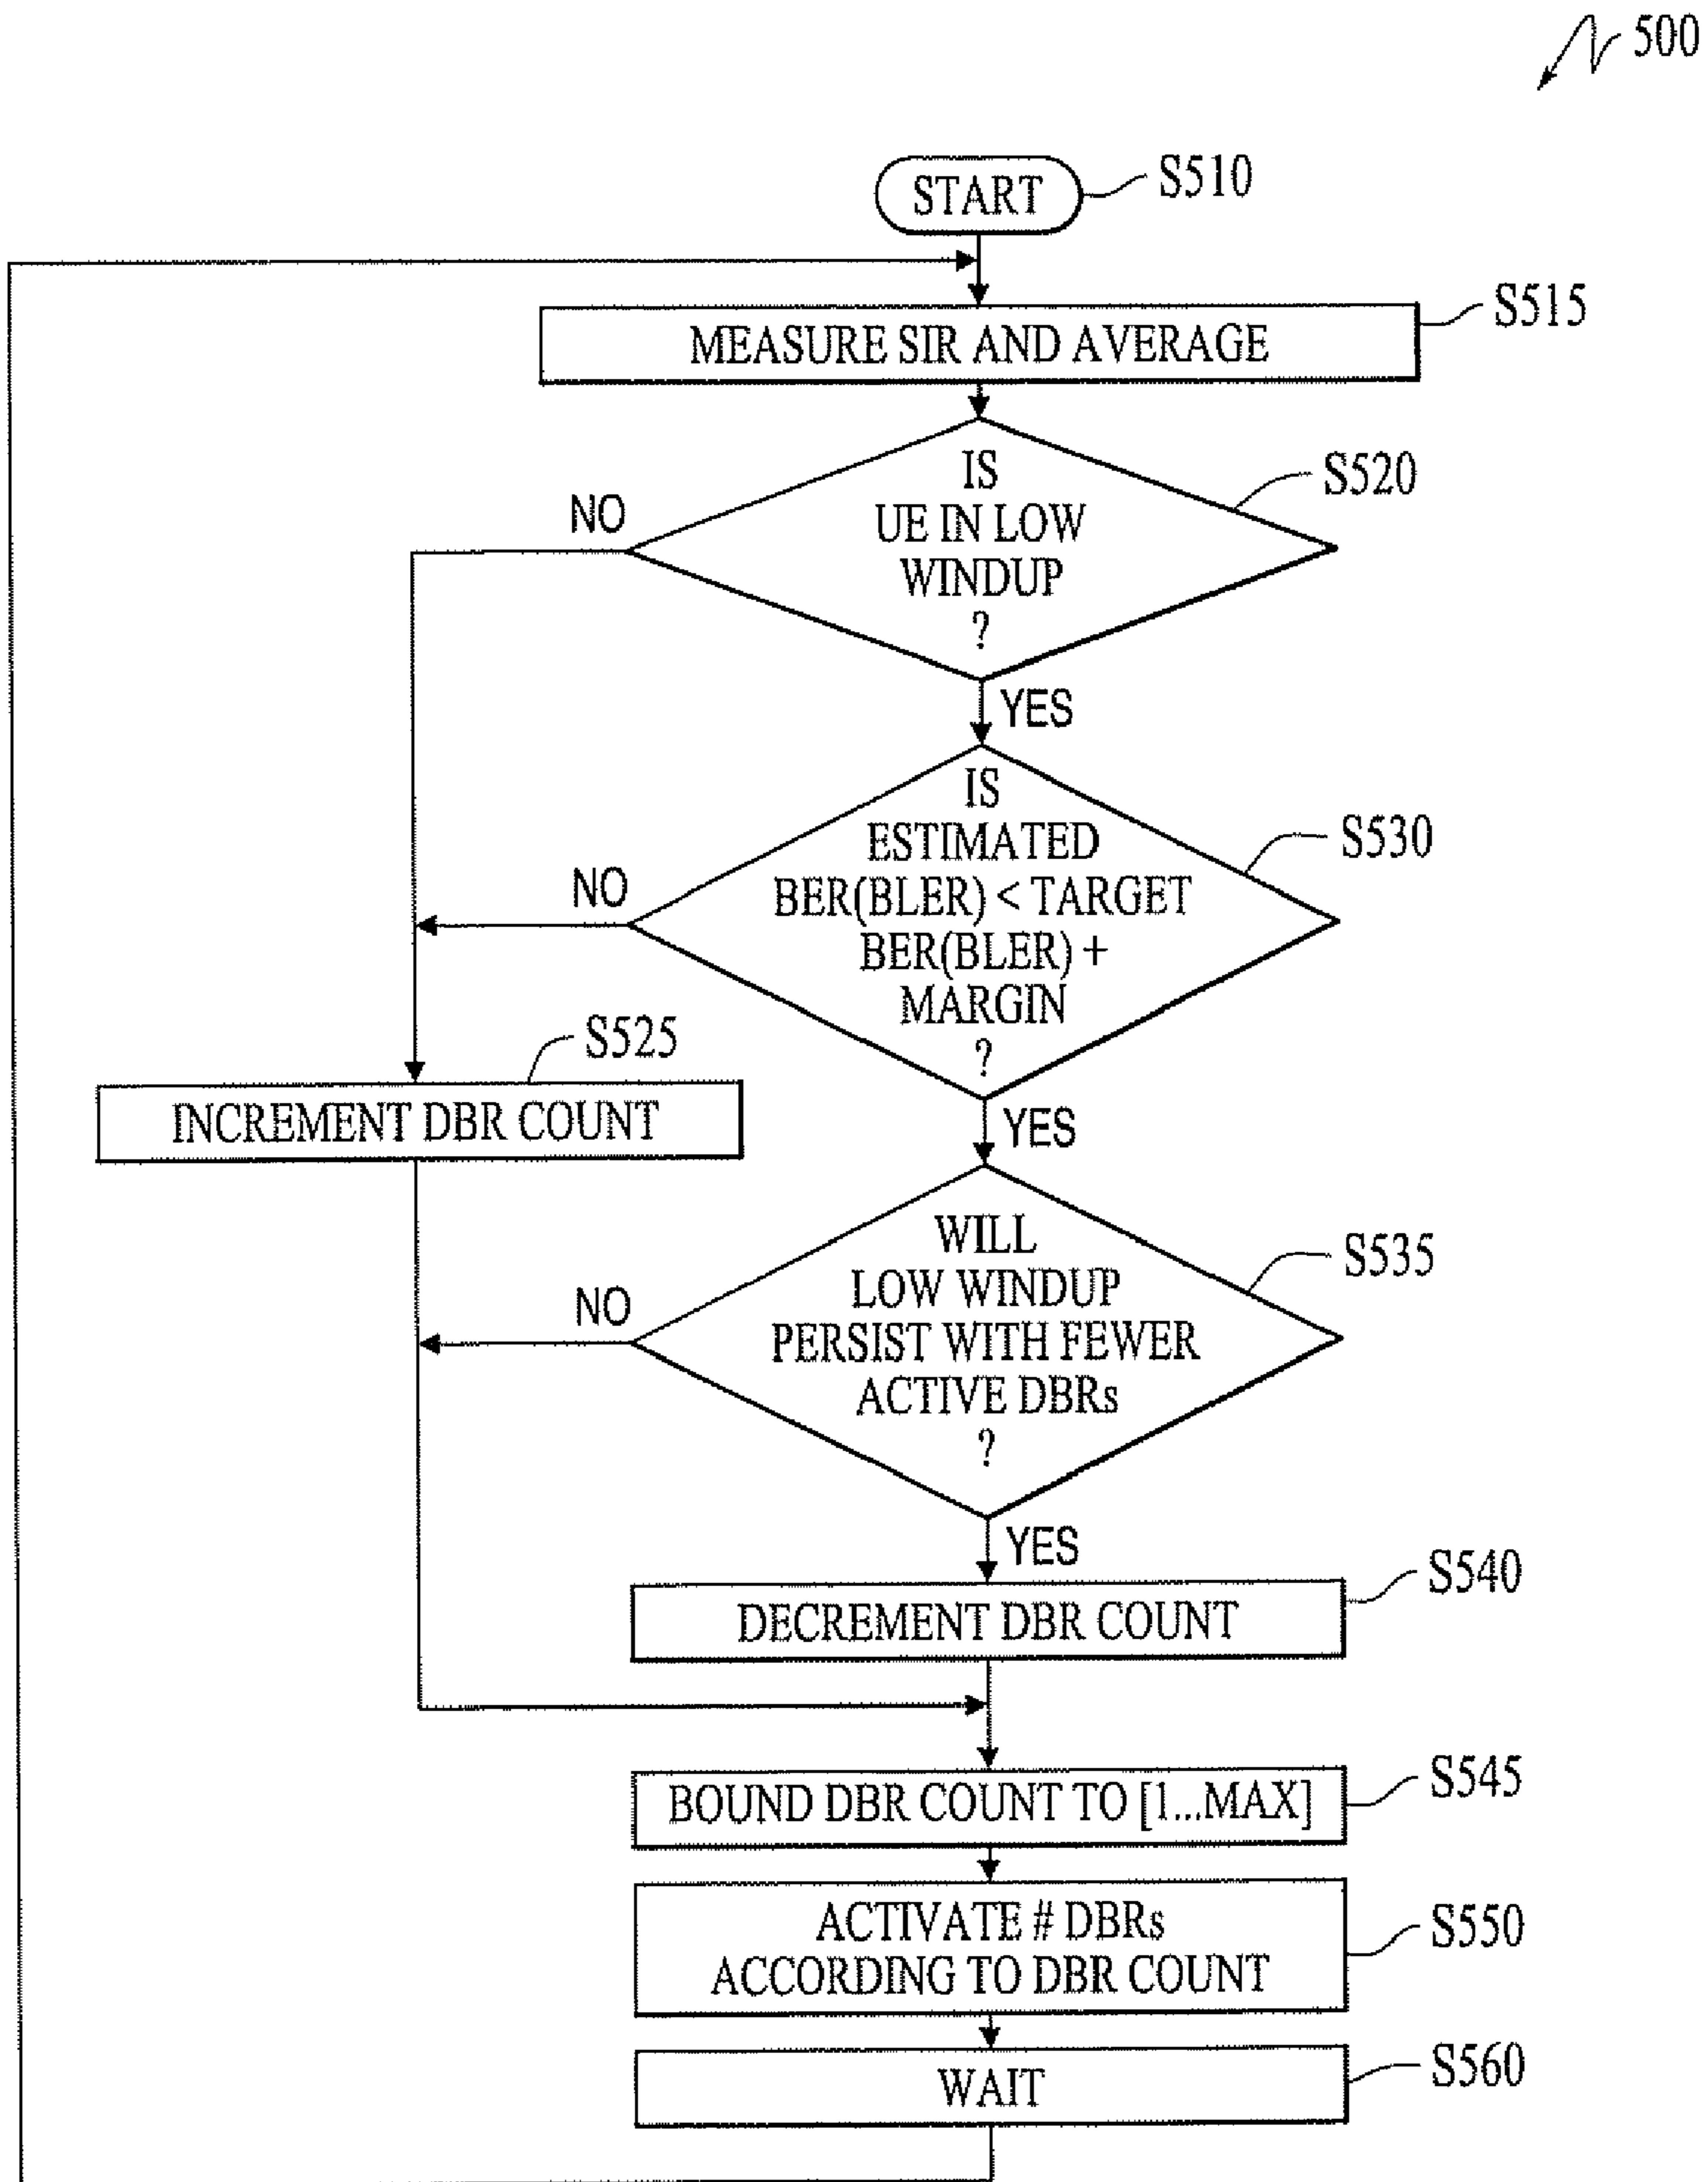 500
START
S510
MEASURE SIR AND AVERAGE
S515
IS
UE IN LOW
WINDUP
?
S520
NO
YES
IS
ESTIMATED
BER(BLER) < TARGET
BER(BLER) +
MARGIN
?
S530
NO
S525
INCREMENT DBR COUNT
YES
WILL
LOW WINDUP
PERSIST WITH FEWER
ACTIVE DBRs
?
S535
NO
YES
DECREMENT DBR COUNT
S540
BOUND DBR COUNT TO [1...MAX]
S545
ACTIVATE # DBRs
ACCORDING TO DBR COUNT
S550
WAIT
S560